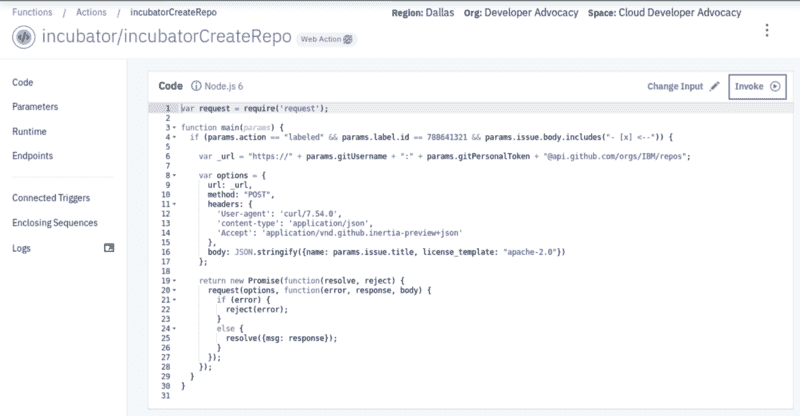 Functions / Actions / incubatorCreateRepo
Region: Dallas Org: Developer Advocacy Space: Cloud Developer Advocacy
incubator/incubatorCreateRepo Web Action
Code
Parameters
Runtime
Endpoints
Connected Triggers
Enclosing Sequences
Logs
Code Node.js 6 Change Input Invoke
1 var request = require('request');
2
3 function main(params) {
4 if (params.action == "labeled" && params.label.id == 788641321 && params.issue.body.includes("- [x] <--")) {
5
6 var _url = "https://" + params.gitUsername + ":" + params.gitPersonalToken + "@api.github.com/orgs/IBM/repos";
7
8 var options = {
9 url: _url,
10 method: "POST",
11 headers: {
12 'User-agent': 'curl/7.54.0',
13 'content-type': 'application/json',
14 'Accept': 'application/vnd.github.inertia-preview+json'
15 },
16 body: JSON.stringify({name: params.issue.title, license_template: "apache-2.0"})
17 };
18
19 return new Promise(function(resolve, reject) {
20 request(options, function(error, response, body) {
21 if (error) {
22 reject(error);
23 }
24 else {
25 resolve({msg: response});
26 }
27 });
28 });
29 }
30 }
31